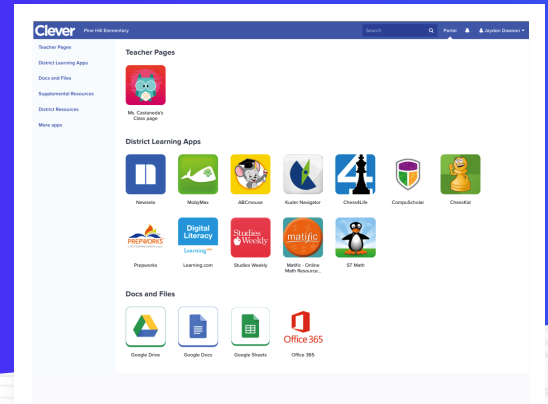 Clever
Pine Hill Elementary
Search
Portal
Jayden Dawson
Teacher Pages
District Learning Apps
Docs and Files
Supplemental Resources
District Resources
More apps
Teacher Pages
Ms. Castaneda's
Class page
District Learning Apps
Newsela
MobyMax
ABCmouse
Kuder Navigator
4
Chess4Life
CompuScholar
ChessKid
PREPWORKS
Prepworks
Digital
Literacy
Learning.com
Learning.com
Studies
Weekly
Studies Weekly
matific
Matific - Online
Math Resource...
ST Math
Docs and Files
Google Drive
Google Docs
Google Sheets
Office 365
Office 365